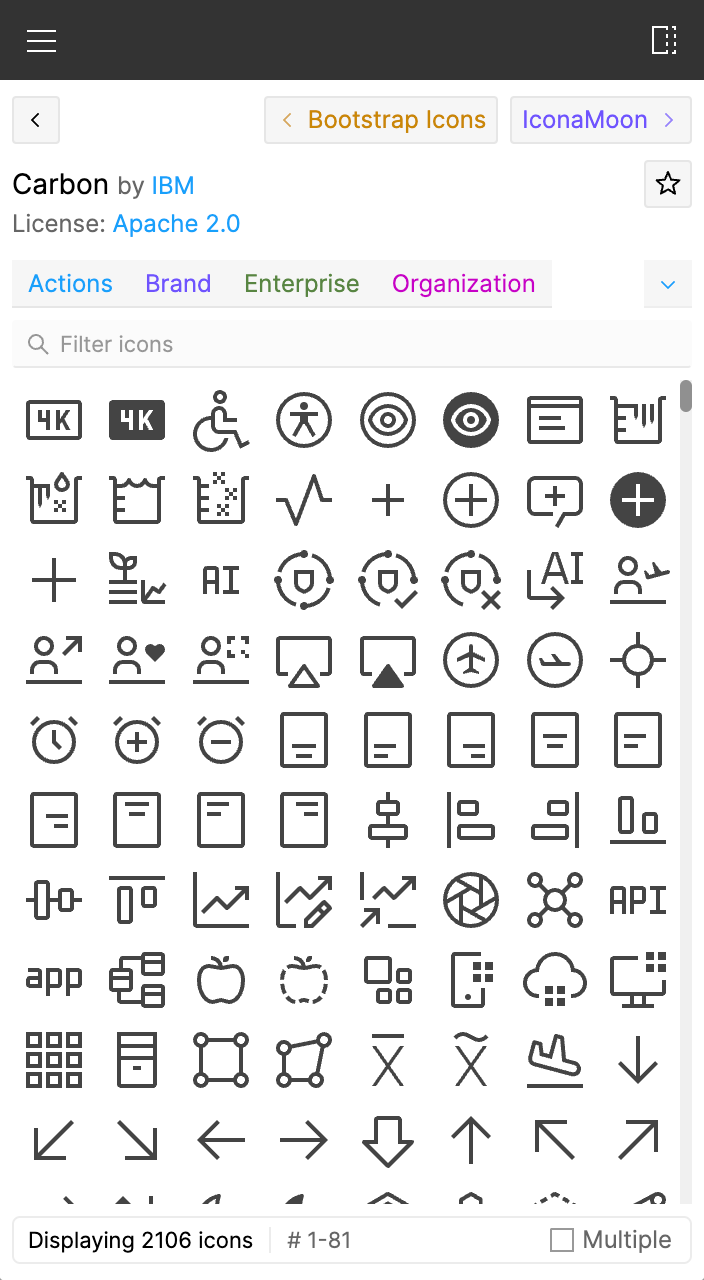 Bootstrap Icons
IconaMoon
Carbon by IBM
License: Apache 2.0
Actions Brand Enterprise Organization
Filter icons
4K 4K
AI AI
API
app
Displaying 2106 icons # 1-81 Multiple